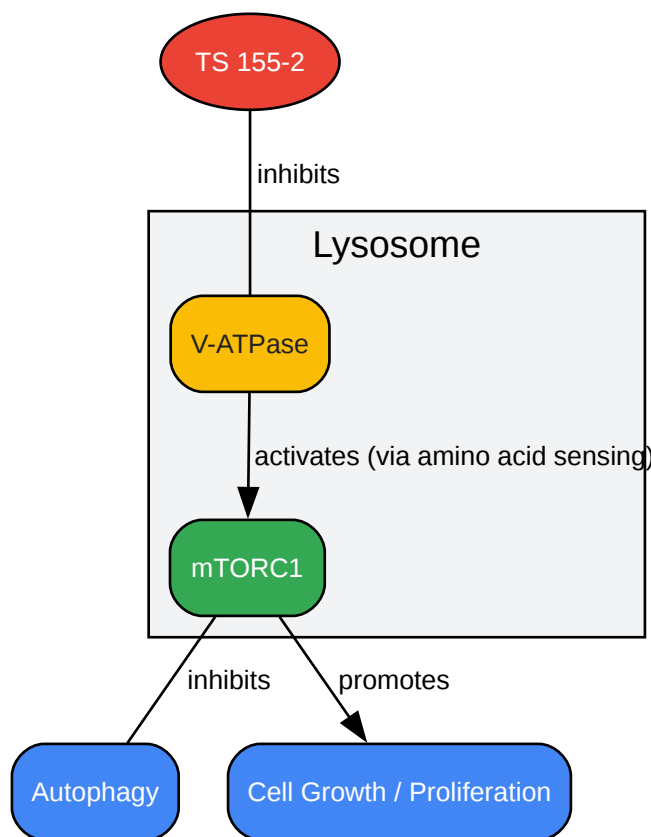 TS 155-2
inhibits
Lysosome
V-ATPase
activates (via amino acid sensing)
mTORC1
inhibits
promotes
Autophagy
Cell Growth / Proliferation